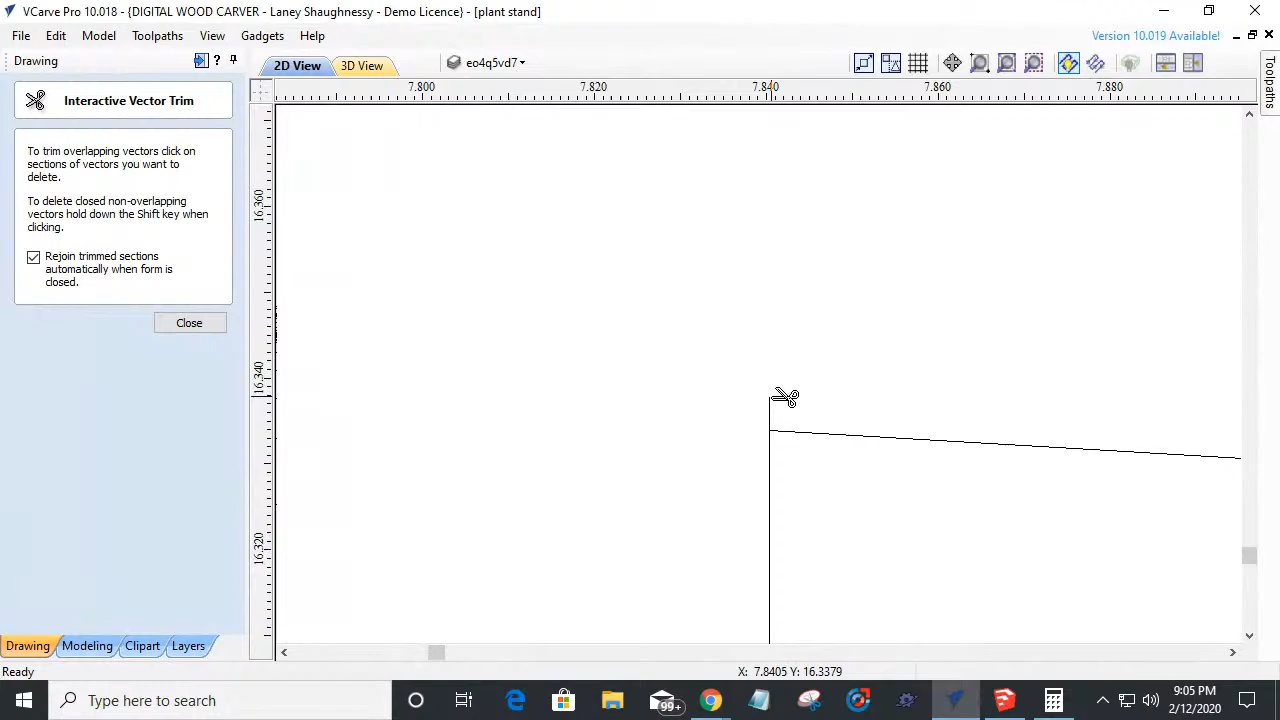 VCarve Pro 10.018 - {DIGITAL WOOD CARVER - Laney Shaughnessy - Demo Licence} - [plant stand]
File Edit Model Toolpaths View Gadgets Help
Version 10.019 Available!
Drawing
?
2D View
3D View
eo4q5vd7
Toolpaths
Interactive Vector Trim
7.800 7.820 7.840 7.860 7.880
To trim overlapping vectors click on
sections of vectors you want to
delete.
To delete closed non-overlapping
vectors hold down the Shift key when
clicking.
Rejoin trimmed sections
automatically when form is
closed.
Close
16.360
16.340
16.320
Drawing Modeling Clipart Layers
Ready
X: 7.8405 Y: 16.3379
Type here to search
99+
9:05 PM
2/12/2020